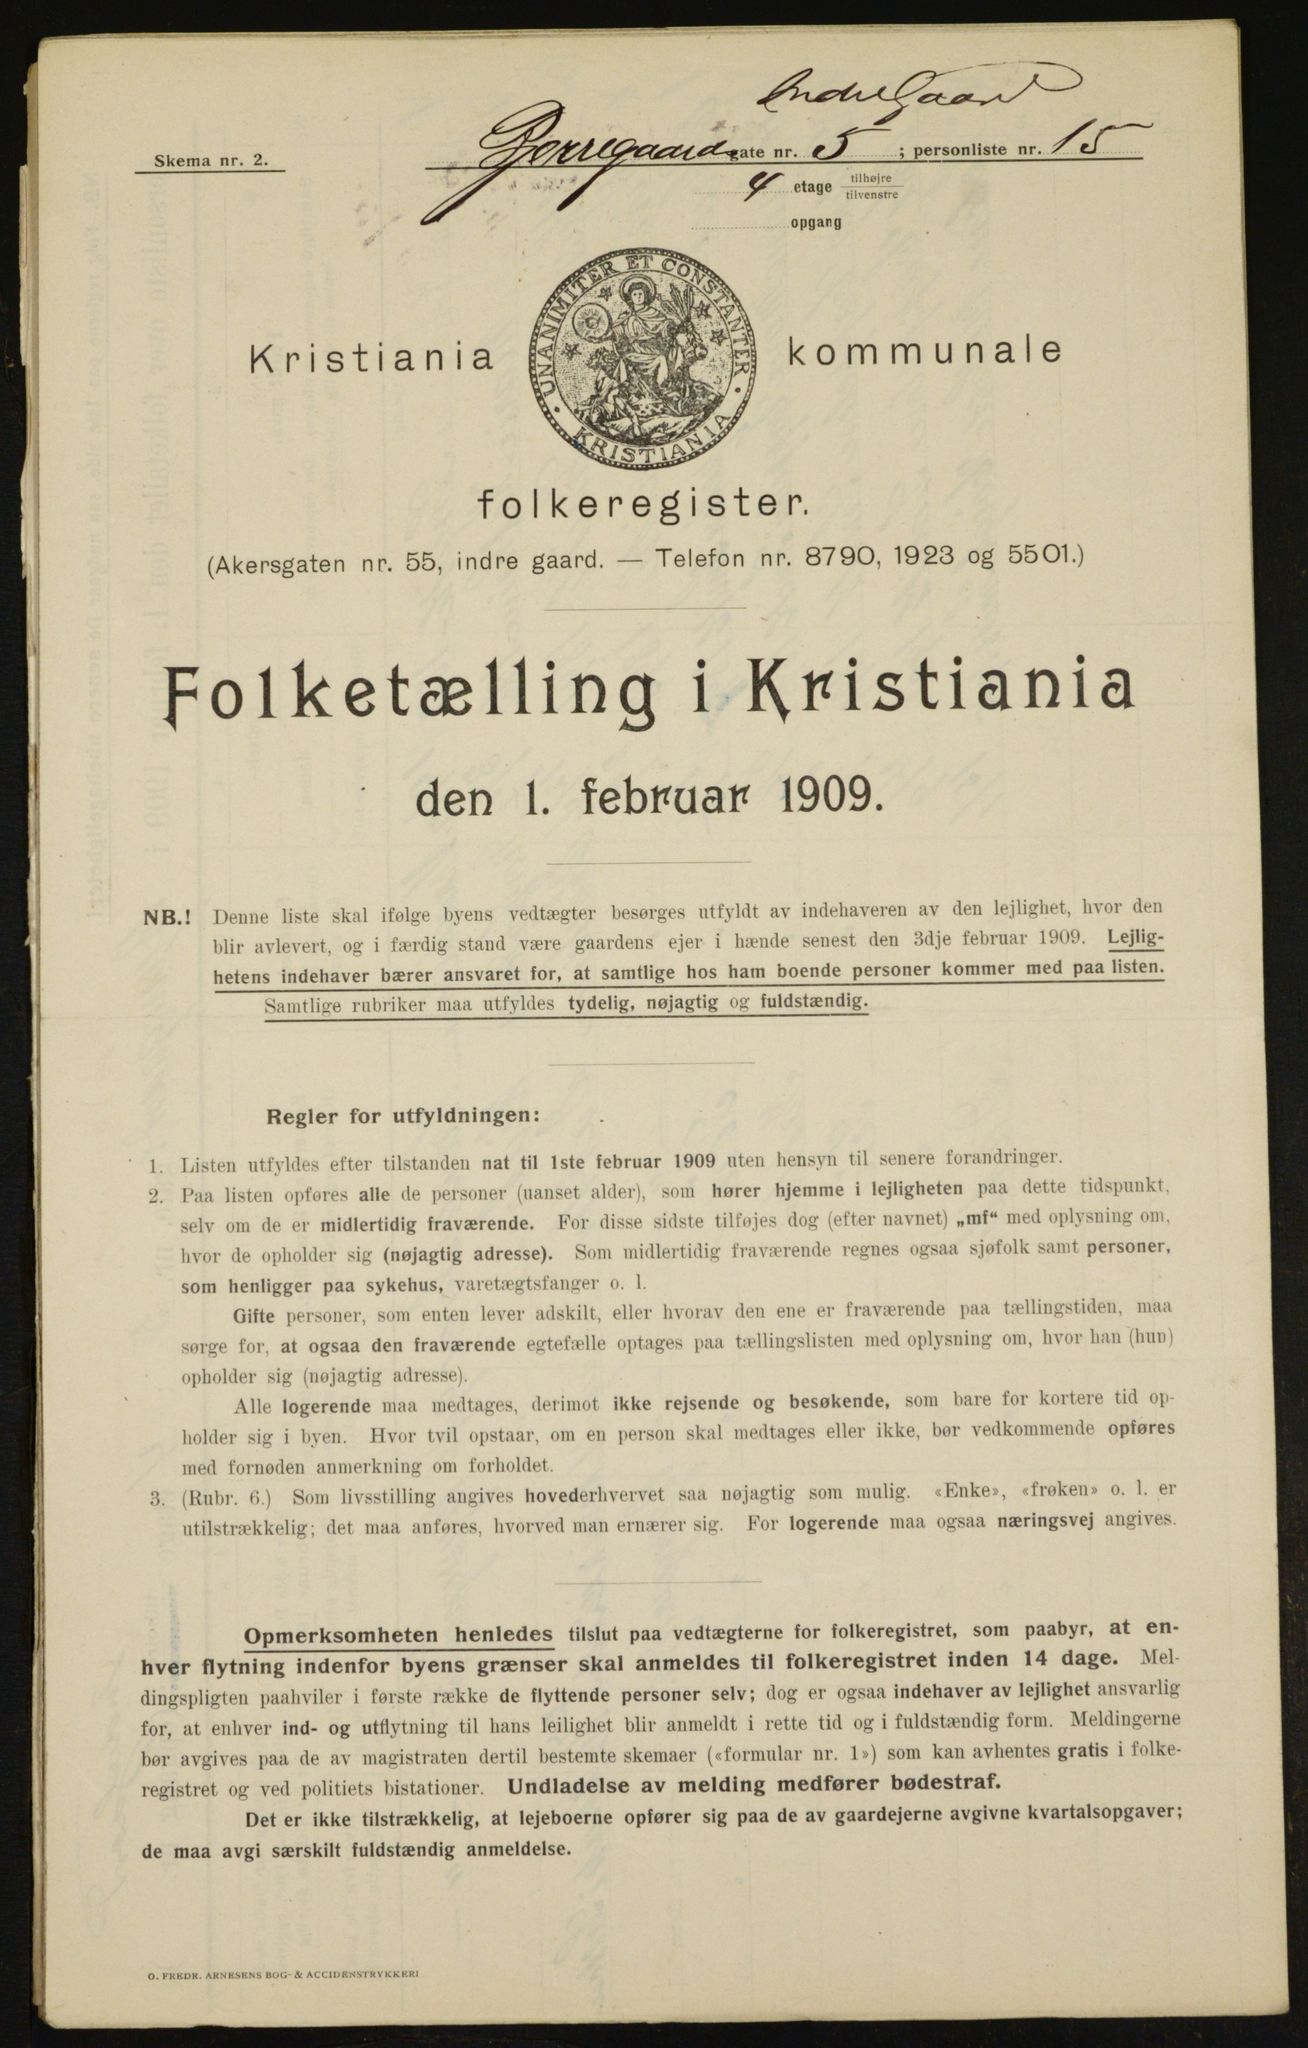 Indre Gaard
Skema nr. 2.
Borregaardsgate nr. 5 ; personliste nr. 15
4 etage tilhøjre
tilvenstre
opgang
UNANIMITER ET CONSTANTER
KRISTIANIA
Kristiania kommunale
folkeregister.
(Akersgaten nr. 55, indre gaard. — Telefon nr. 8790, 1923 og 5501.)
Folketælling i Kristiania
den 1. februar 1909.
NB.! Denne liste skal ifølge byens vedtægter besørges utfyldt av indehaveren av den lejlighet, hvor den
blir avlevert, og i færdig stand være gaardens ejer i hænde senest den 3dje februar 1909. Lejlig-
hetens indehaver bærer ansvaret for, at samtlige hos ham boende personer kommer med paa listen.
Samtlige rubriker maa utfyldes tydelig, nøjagtig og fuldstændig.
Regler for utfyldningen:
1. Listen utfyldes efter tilstanden nat til 1ste februar 1909 uten hensyn til senere forandringer.
2. Paa listen opføres alle de personer (uanset alder), som hører hjemme i lejligheten paa dette tidspunkt,
selv om de er midlertidig fraværende. For disse sidste tilføjes dog (efter navnet) „mf“ med oplysning om,
hvor de opholder sig (nøjagtig adresse). Som midlertidig fraværende regnes ogsaa sjøfolk samt personer,
som henligger paa sykehus, varetægtsfanger o. l.
Gifte personer, som enten lever adskilt, eller hvorav den ene er fraværende paa tællingstiden, maa
sørge for, at ogsaa den fraværende egtefælle optages paa tællingslisten med oplysning om, hvor han (hun)
opholder sig (nøjagtig adresse).
Alle logerende maa medtages, derimot ikke rejsende og besøkende, som bare for kortere tid op-
holder sig i byen. Hvor tvil opstaar, om en person skal medtages eller ikke, bør vedkommende opføres
med fornøden anmerkning om forholdet.
3. (Rubr. 6.) Som livsstilling angives hovederhvervet saa nøjagtig som mulig. «Enke», «frøken» o. l. er
utilstrækkelig; det maa anføres, hvorved man ernærer sig. For logerende maa ogsaa næringsvej angives.
Opmerksomheten henledes tilslut paa vedtægterne for folkeregistret, som paabyr, at en-
hver flytning indenfor byens grænser skal anmeldes til folkeregistret inden 14 dage. Mel-
dingspligten paahviler i første række de flyttende personer selv; dog er ogsaa indehaver av lejlighet ansvarlig
for, at enhver ind- og utflytning til hans leilighet blir anmeldt i rette tid og i fuldstændig form. Meldingerne
bør avgives paa de av magistraten dertil bestemte skemaer («formular nr. 1») som kan avhentes gratis i folke-
registret og ved politiets bistationer. Undladelse av melding medfører bødestraf.
Det er ikke tilstrækkelig, at lejeboerne opfører sig paa de av gaardejerne avgivne kvartalsopgaver;
de maa avgi særskilt fuldstændig anmeldelse.
O. FREDR. ARNESENS BOG- & ACCIDENSTRYKKERI